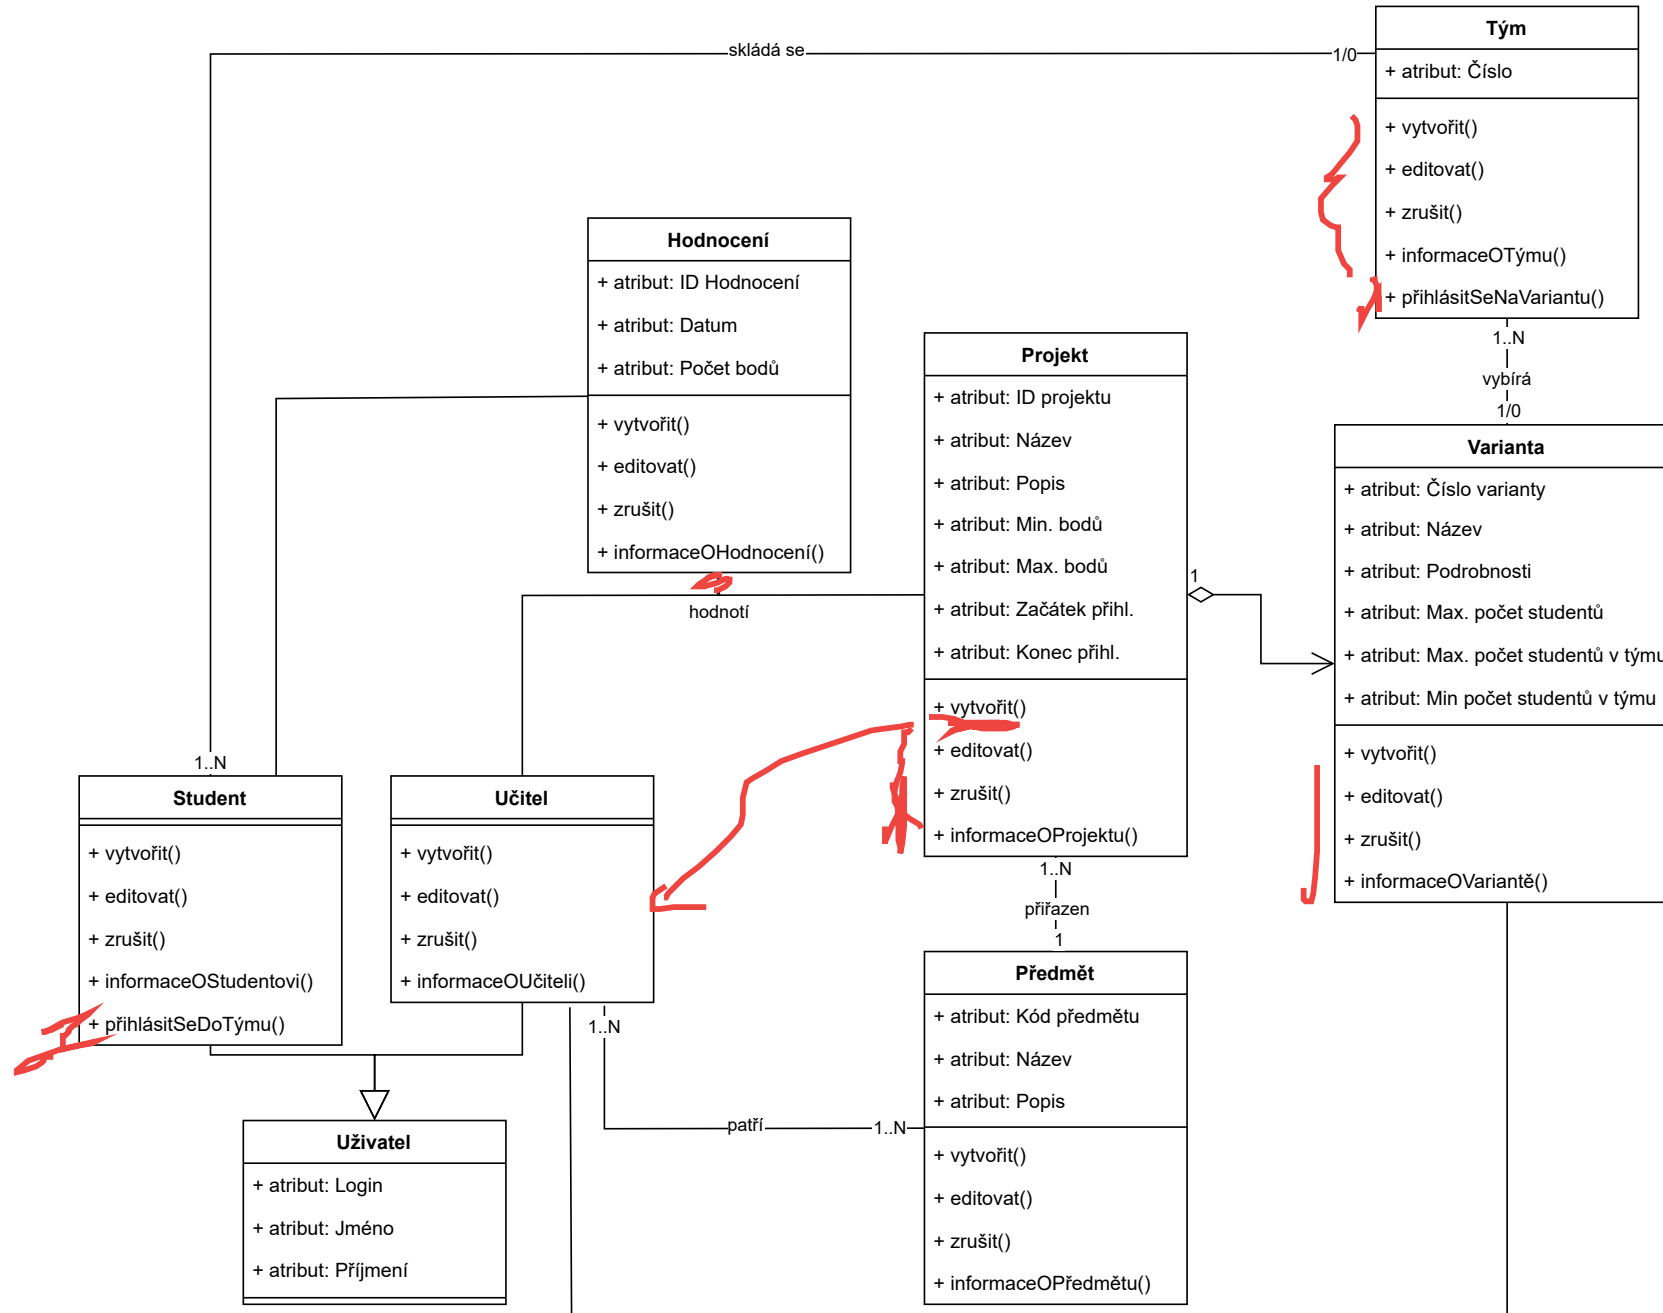 skládá se
1/0
Tým
+ atribut: Číslo
+ vytvořit()
+ editovat()
+ zrušit()
+ informaceOTýmu()
+ přihlásitSeNaVariantu()
1..N
vybírá
1/0
Hodnocení
+ atribut: ID Hodnocení
+ atribut: Datum
+ atribut: Počet bodů
+ vytvořit()
+ editovat()
+ zrušit()
+ informaceOHodnocení()
hodnotí
Projekt
+ atribut: ID projektu
+ atribut: Název
+ atribut: Popis
+ atribut: Min. bodů
+ atribut: Max. bodů
+ atribut: Začátek přihl.
+ atribut: Konec přihl.
+ vytvořit()
+ editovat()
+ zrušit()
+ informaceOProjektu()
1
Varianta
+ atribut: Číslo varianty
+ atribut: Název
+ atribut: Podrobnosti
+ atribut: Max. počet studentů
+ atribut: Max. počet studentů v týmu
+ atribut: Min počet studentů v týmu
+ vytvořit()
+ editovat()
+ zrušit()
+ informaceOVariantě()
1..N
Student
+ vytvořit()
+ editovat()
+ zrušit()
+ informaceOStudentovi()
+ přihlásitSeDoTýmu()
Učitel
+ vytvořit()
+ editovat()
+ zrušit()
+ informaceOUčiteli()
1..N
přiřazen
1
1..N
patří
1..N
Předmět
+ atribut: Kód předmětu
+ atribut: Název
+ atribut: Popis
+ vytvořit()
+ editovat()
+ zrušit()
+ informaceOPředmětu()
Uživatel
+ atribut: Login
+ atribut: Jméno
+ atribut: Příjmení